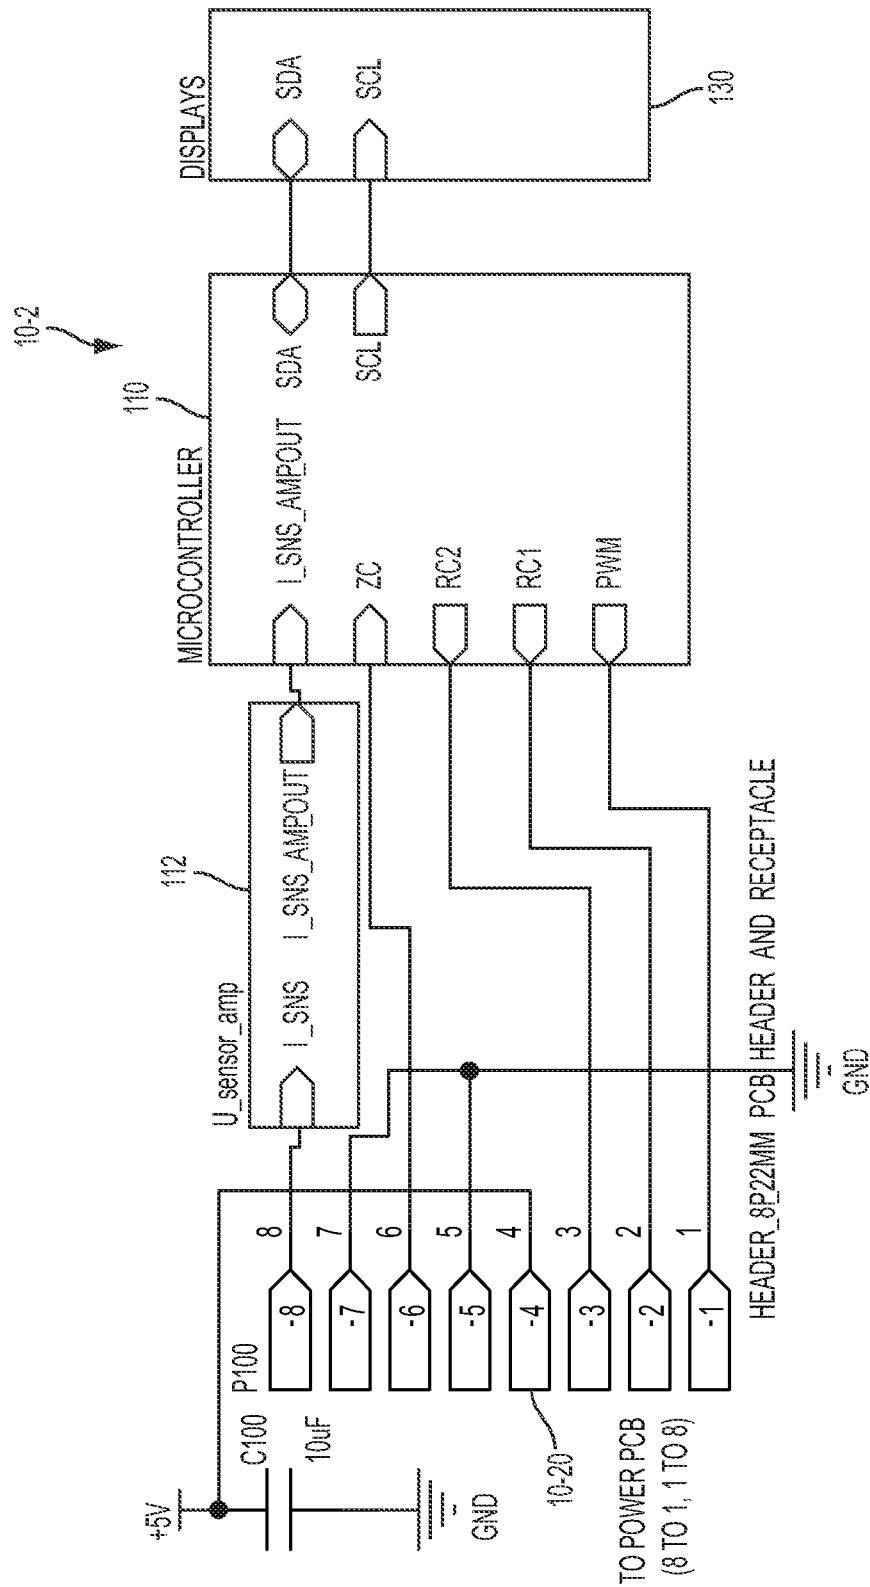 10-2
DISPLAYS
SDA
SCL
130
110
MICROCONTROLLER
I_SNS_AMPOUT
SDA
SCL
ZC
RC2
RC1
PWM
112
U_sensor_amp
I_SNS
I_SNS_AMPOUT
+5V
C100
10uF
GND
P100
-8 8
-7 7
-6 6
-5 5
-4 4
-3 3
-2 2
-1 1
10-20
TO POWER PCB
(8 TO 1, 1 TO 8)
HEADER_8P22MM PCB HEADER AND RECEPTACLE
GND